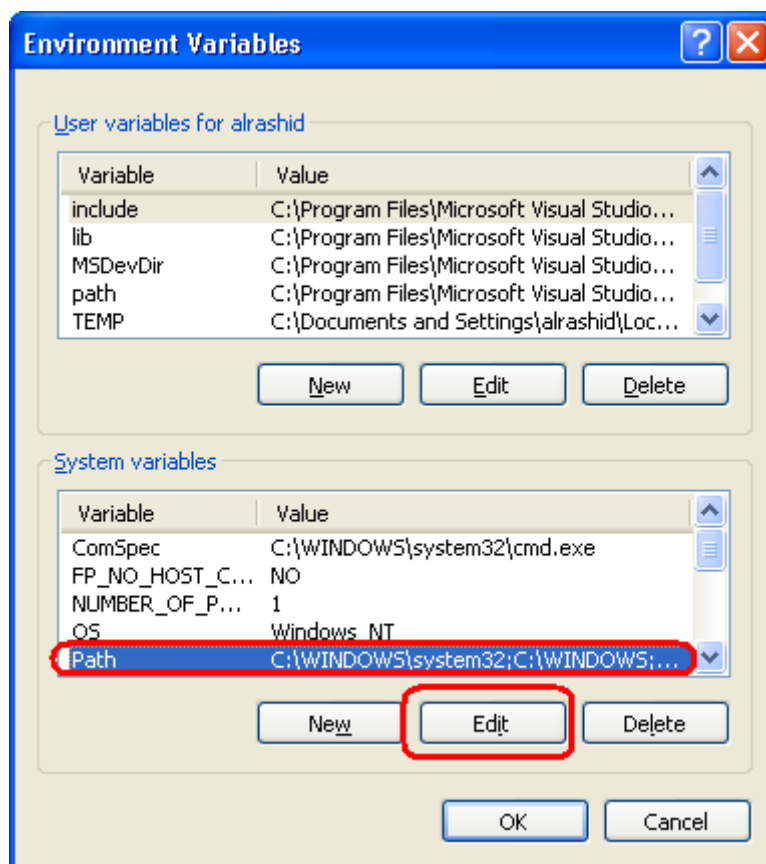 Environment Variables
User variables for alrashid
Variable Value
include C:\Program Files\Microsoft Visual Studio...
lib C:\Program Files\Microsoft Visual Studio...
MSDevDir C:\Program Files\Microsoft Visual Studio...
path C:\Program Files\Microsoft Visual Studio...
TEMP C:\Documents and Settings\alrashid\Loc...
New Edit Delete
System variables
Variable Value
ComSpec C:\WINDOWS\system32\cmd.exe
FP_NO_HOST_C... NO
NUMBER_OF_P... 1
OS Windows_NT
Path C:\WINDOWS\system32;C:\WINDOWS;...
New Edit Delete
OK Cancel